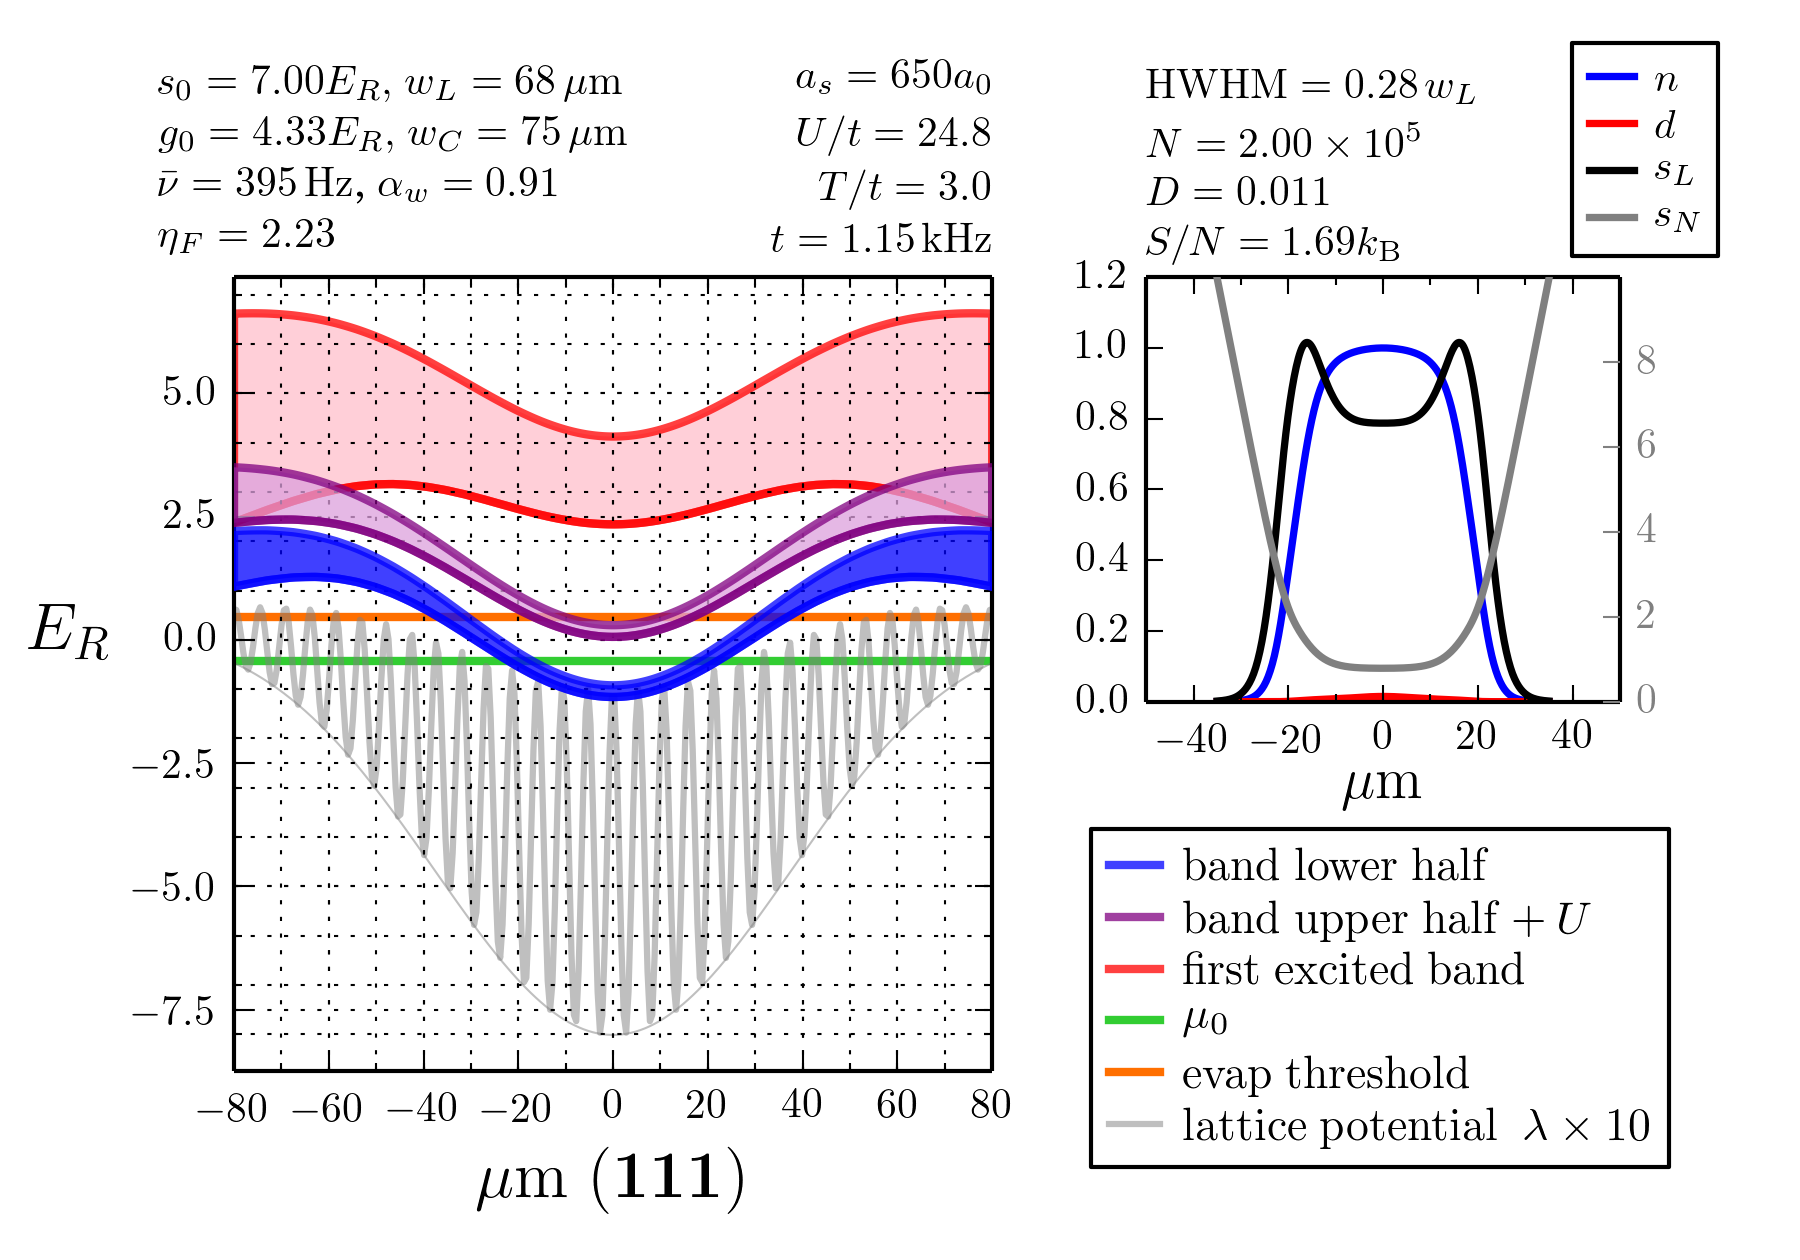 s₀ = 7.00E_R, w_L = 68 μm
g₀ = 4.33E_R, w_C = 75 μm
ν̄ = 395 Hz, α_w = 0.91
η_F = 2.23
a_s = 650a₀
U/t = 24.8
T/t = 3.0
t = 1.15 kHz
HWHM = 0.28 w_L
N = 2.00 × 10⁵
D = 0.011
S/N = 1.69k_B
n
d
s_L
s_N
E_R
5.0
2.5
0.0
−2.5
−5.0
−7.5
−80 −60 −40 −20 0 20 40 60 80
μm (111)
1.2
1.0
0.8
0.6
0.4
0.2
0.0
8
6
4
2
0
−40 −20 0 20 40
μm
band lower half
band upper half + U
first excited band
μ₀
evap threshold
lattice potential λ × 10